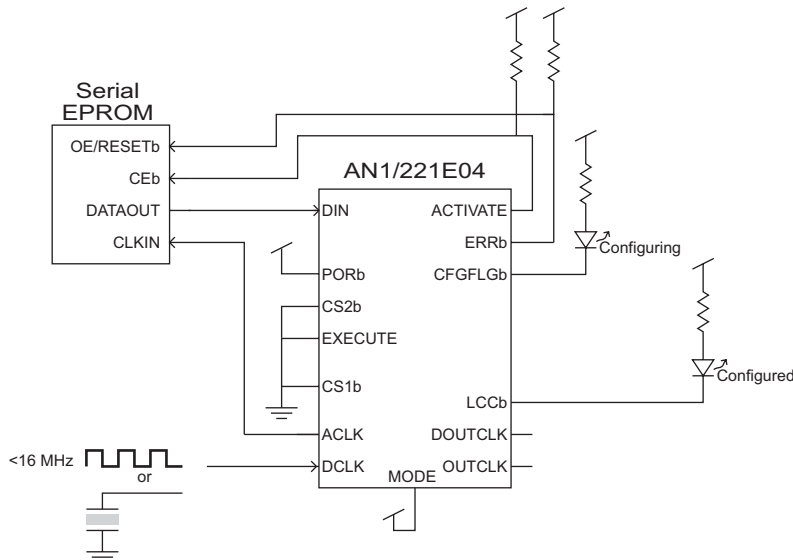 Serial
EPROM
OE/RESETb
CEb
DATAOUT
CLKIN
AN1/221E04
DIN
ACTIVATE
ERRb
PORb
CFGFLGb
CS2b
EXECUTE
CS1b
LCCb
ACLK
DOUTCLK
DCLK
OUTCLK
MODE
Configuring
Configured
<16 MHz
or